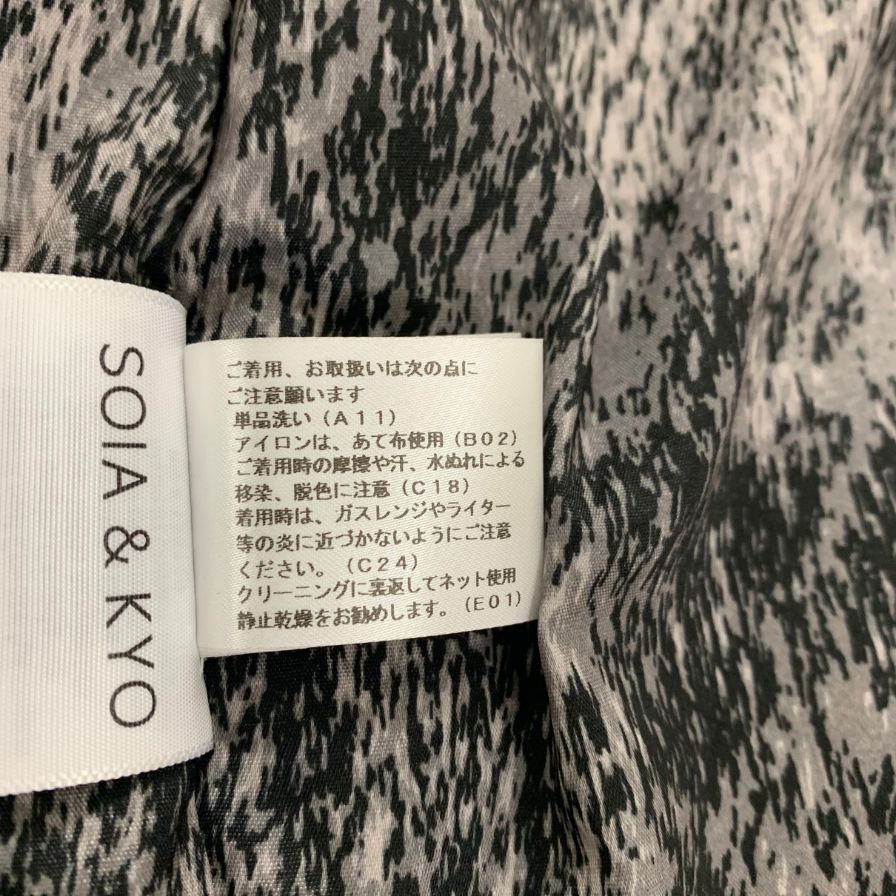 SOIA & KYO
ご着用、お取扱いは次の点に
ご注意願います
単品洗い（A11）
アイロンは、あて布使用（B02）
ご着用時の摩擦や汗、水ぬれによる
移染、脱色に注意（C18）
着用時は、ガスレンジやライター
等の炎に近づかないようにご注意
ください。（C24）
クリーニングに裏返してネット使用
静止乾燥をお勧めします。（E01）